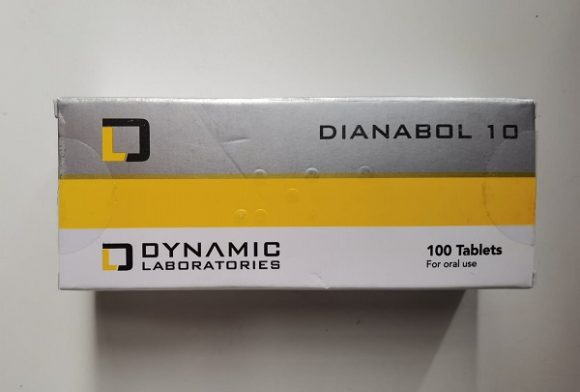 DIANABOL 10
DYNAMIC
LABORATORIES
100 Tablets
For oral use